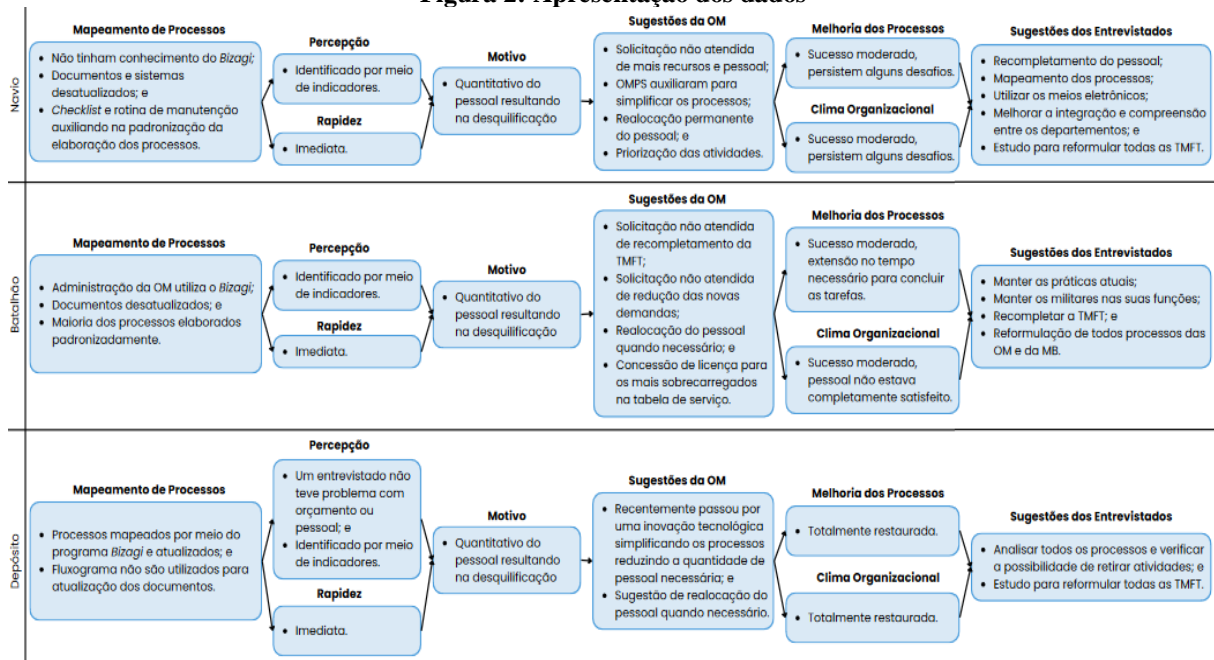 Figura 2: Apresentação dos dados
Navio
Mapeamento de Processos
• Não tinham conhecimento do Bizagi;
• Documentos e sistemas
desatualizados; e
• Checklist e rotina de manutenção
auxiliando na padronização da
elaboração dos processos.
Percepção
• Identificado por meio
de indicadores.
Rapidez
• Imediata.
Motivo
• Quantitativo do
pessoal resultando
na desquilificação
Sugestões da OM
• Solicitação não atendida
de mais recursos e pessoal;
• OMPS auxiliaram para
simplificar os processos;
• Realocação permanente
do pessoal; e
• Priorização das atividades.
Melhoria dos Processos
• Sucesso moderado,
persistem alguns desafios.
Clima Organizacional
• Sucesso moderado,
persistem alguns desafios.
Sugestões dos Entrevistados
• Recompletamento do pessoal;
• Mapeamento dos processos;
• Utilizar os meios eletrônicos;
• Melhorar a integração e compreensão
entre os departamentos; e
• Estudo para reformular todas as TMFT.
Batalhão
Mapeamento de Processos
• Administração da OM utiliza o Bizagi;
• Documentos desatualizados; e
• Maioria dos processos elaborados
padronizadamente.
Percepção
• Identificado por meio
de indicadores.
Rapidez
• Imediata.
Motivo
• Quantitativo do
pessoal resultando
na desquilificação
Sugestões da OM
• Solicitação não atendida
de recompletamento da
TMFT;
• Solicitação não atendida
de redução das novas
demandas;
• Realocação do pessoal
quando necessário; e
• Concessão de licença para
os mais sobrecarregados
na tabela de serviço.
Melhoria dos Processos
• Sucesso moderado,
extensão no tempo
necessário para concluir
as tarefas.
Clima Organizacional
• Sucesso moderado,
pessoal não estava
completamente satisfeito.
Sugestões dos Entrevistados
• Manter as práticas atuais;
• Manter os militares nas suas funções;
• Recompletar a TMFT; e
• Reformulação de todos processos das
OM e da MB.
Depósito
Mapeamento de Processos
• Processos mapeados por meio do
programa Bizagi e atualizados; e
• Fluxograma não são utilizados para
atualização dos documentos.
Percepção
• Um entrevistado não
teve problema com
orçamento ou
pessoal; e
• Identificado por meio
de indicadores.
Rapidez
• Imediata.
Motivo
• Quantitativo do
pessoal resultando
na desquilificação
Sugestões da OM
• Recentemente passou por
uma inovação tecnológica
simplificando os processos
reduzindo a quantidade de
pessoal necessária; e
• Sugestão de realocação do
pessoal quando necessário.
Melhoria dos Processos
• Totalmente restaurada.
Clima Organizacional
• Totalmente restaurada.
Sugestões dos Entrevistados
• Analisar todos os processos e verificar
a possibilidade de retirar atividades; e
• Estudo para reformular todas as TMFT.